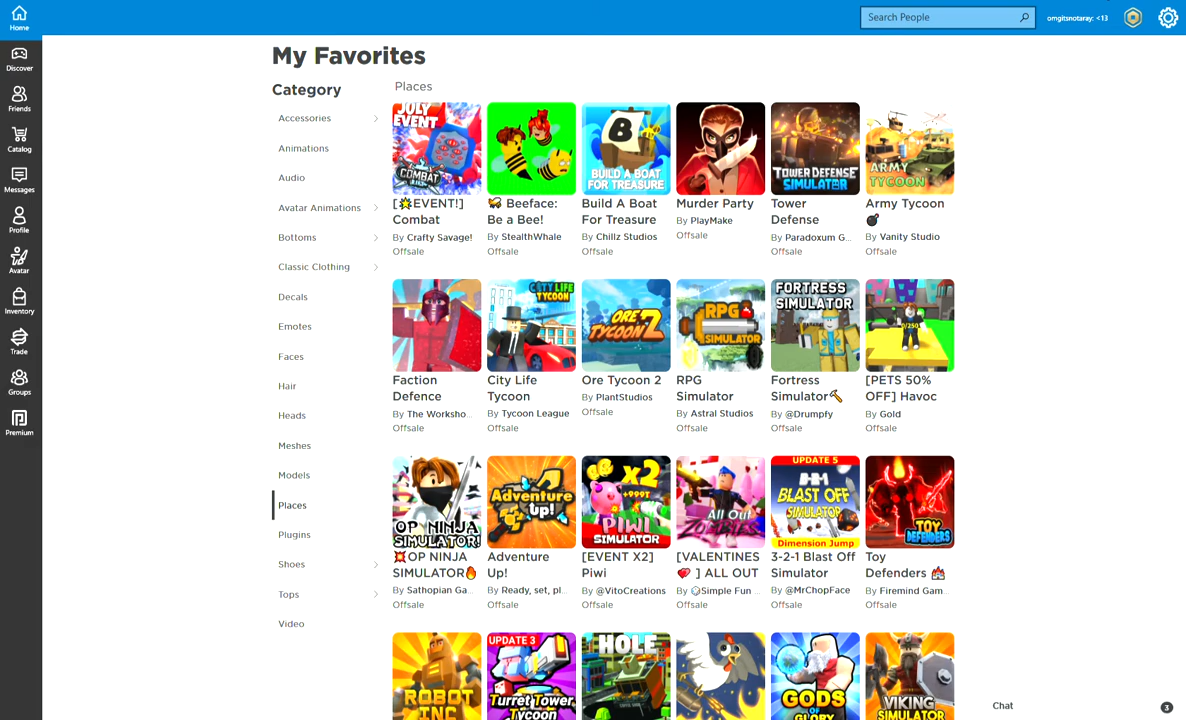 Home
Search People
omgitsnotaray: <13
Discover
Friends
Catalog
Messages
Profile
Avatar
Inventory
Trade
Groups
Premium
My Favorites
Category
Accessories
Animations
Audio
Avatar Animations
Bottoms
Classic Clothing
Decals
Emotes
Faces
Hair
Heads
Meshes
Models
Places
Plugins
Shoes
Tops
Video
Places
JULY
EVENT
COMBAT
[💥EVENT!]
Combat
By Crafty Savage!
Offsale
🐝 Beeface:
Be a Bee!
By StealthWhale
Offsale
B
BUILD A BOAT
FOR TREASURE
Build A Boat
For Treasure
By Chillz Studios
Offsale
Murder Party
By PlayMake
Offsale
TOWER DEFENSE
SIMULATOR
Tower
Defense
By Paradoxum G...
Offsale
ARMY
TYCOON
Army Tycoon
💣
By Vanity Studio
Offsale
Faction
Defence
By The Worksho...
Offsale
CITY LIFE
TYCOON
City Life
Tycoon
By Tycoon League
Offsale
ORE
TYCOON 2
Ore Tycoon 2
By PlantStudios
Offsale
RPG
SIMULATOR
RPG
Simulator
By Astral Studios
Offsale
FORTRESS
SIMULATOR
Fortress
Simulator🔨
By @Drumpfy
Offsale
0/250
[PETS 50%
OFF] Havoc
By Gold
Offsale
OP NINJA
SIMULATOR!
💥OP NINJA
SIMULATOR🔥
By Sathopian Ga...
Offsale
Adventure
Up!
Adventure
Up!
By Ready, set, pl...
Offsale
X2
+999T
PIWI
SIMULATOR
[EVENT X2]
Piwi
By @VitoCreations
Offsale
All Out
ZOMBIES
[VALENTINES
💘 ] ALL OUT
By 🎲Simple Fun ...
Offsale
UPDATE 5
3-2-1
BLAST OFF
SIMULATOR
Dimension Jump
3-2-1 Blast Off
Simulator
By @MrChopFace
Offsale
TOY
DEFENDERS
Toy
Defenders 🏰
By Firemind Gam...
Offsale
ROBOT
INC
UPDATE 3
Turret Tower
Tycoon
HOLE
GODS
OF
GLORY
VIKING
SIMULATOR
Chat
3